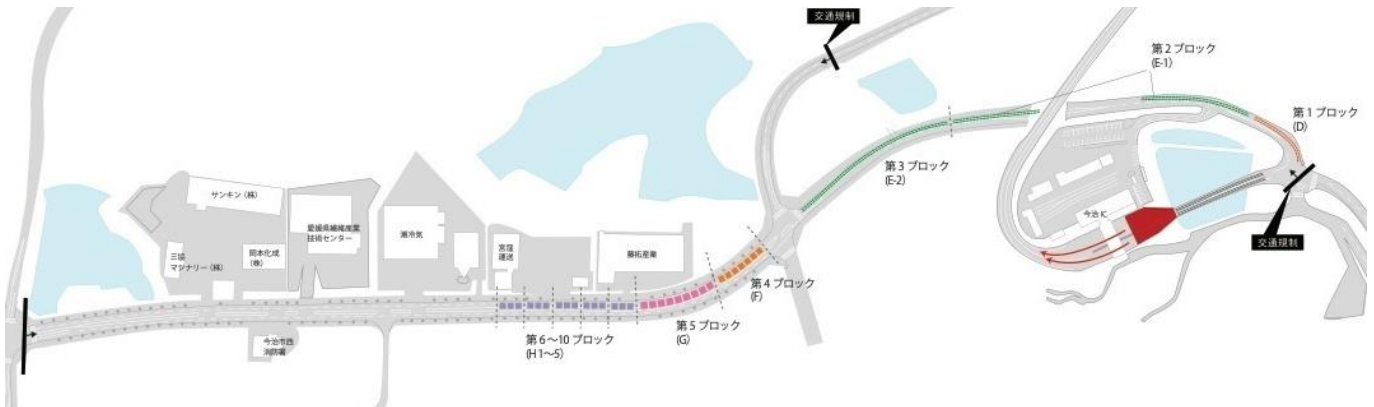 交通規制
第2ブロック
(E-1)
第1ブロック
(D)
第3ブロック
(E-2)
サンキン(株)
愛媛県繊維産業
技術センター
潮冷気
宮窪
運送
藤拓産業
今治IC
三協
マシナリー(株)
岡本化成
(株)
交通規制
第4ブロック
(F)
第5ブロック
(G)
第6～10ブロック
(H1～5)
今治市西
消防署